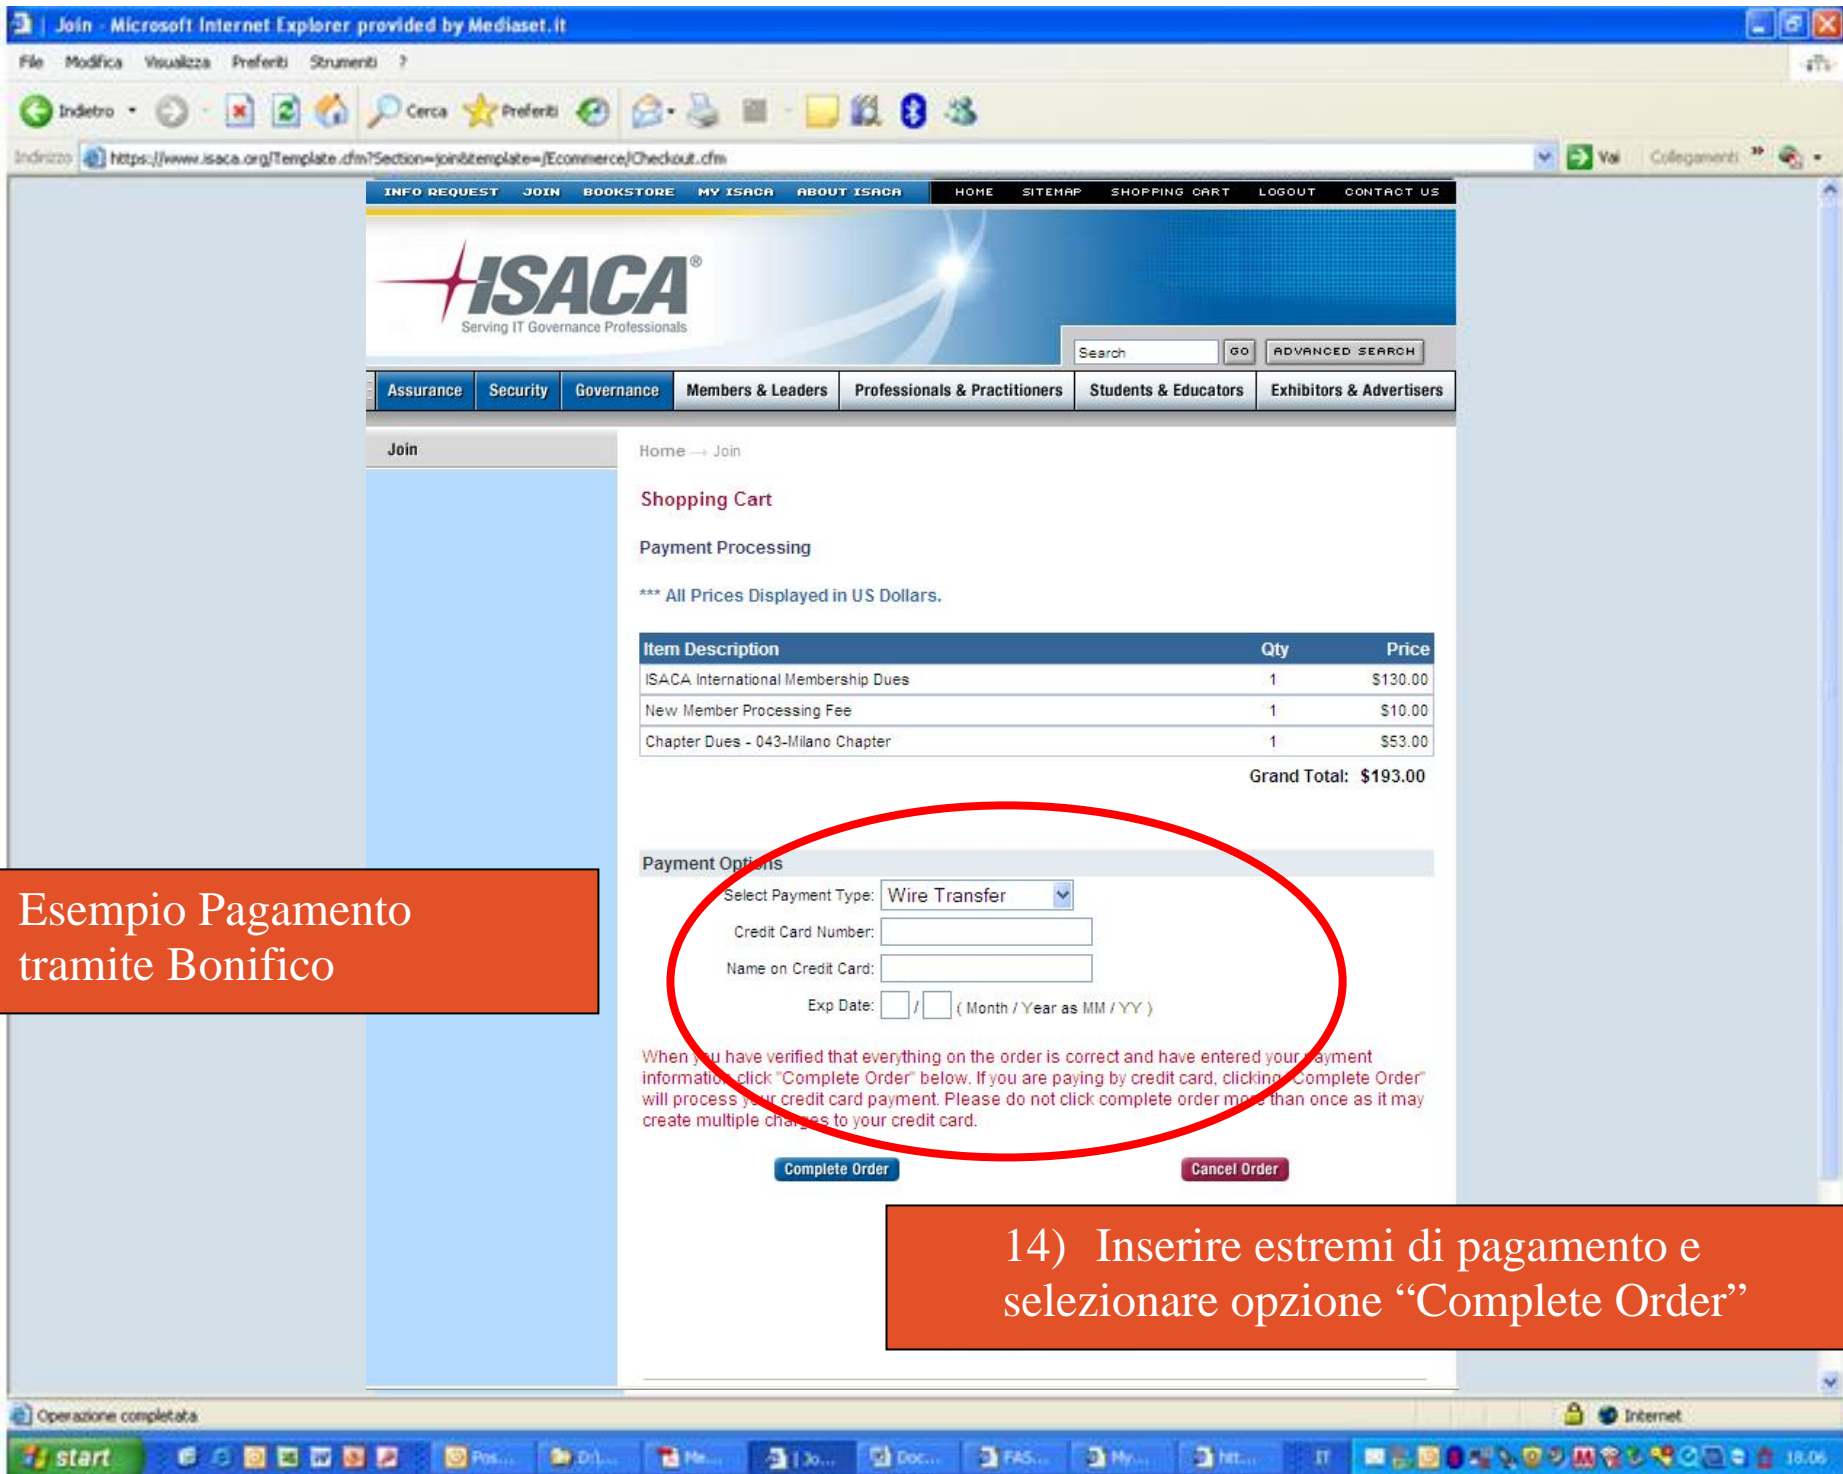 Join - Microsoft Internet Explorer provided by Mediaset.it
File Modifica Visualizza Preferiti Strumenti ?
Indietro Cerca Preferiti
Indirizzo https://www.isaca.org/Template.cfm?Section=join&template=/Ecommerce/Checkout.cfm Vai Collegamenti »
INFO REQUEST JOIN BOOKSTORE MY ISACA ABOUT ISACA HOME SITEMAP SHOPPING CART LOGOUT CONTACT US
ISACA®
Serving IT Governance Professionals
Search GO ADVANCED SEARCH
Assurance Security Governance Members & Leaders Professionals & Practitioners Students & Educators Exhibitors & Advertisers
Join
Home → Join
Shopping Cart
Payment Processing
*** All Prices Displayed in US Dollars.
Item Description Qty Price
ISACA International Membership Dues 1 $130.00
New Member Processing Fee 1 $10.00
Chapter Dues - 043-Milano Chapter 1 $53.00
Grand Total: $193.00
Payment Options
Select Payment Type: Wire Transfer
Credit Card Number:
Name on Credit Card:
Exp Date: / ( Month / Year as MM / YY )
Esempio Pagamento
tramite Bonifico
When you have verified that everything on the order is correct and have entered your payment
information click "Complete Order" below. If you are paying by credit card, clicking "Complete Order"
will process your credit card payment. Please do not click complete order more than once as it may
create multiple charges to your credit card.
Complete Order Cancel Order
14) Inserire estremi di pagamento e
selezionare opzione “Complete Order”
Operazione completata Internet
start Pos... D:\... Me... | Jo... Doc... FAS... My... htt... IT 18.06